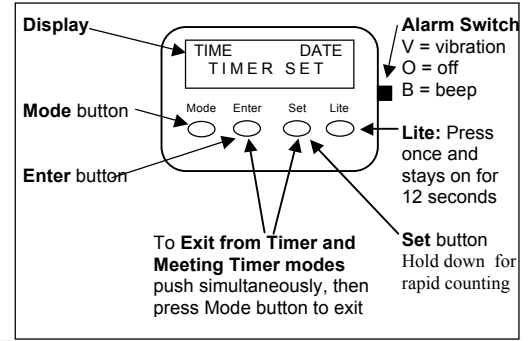 Display
TIME DATE
TIMER SET
Mode Enter Set Lite
Mode button
Enter button
Alarm Switch
V = vibration
O = off
B = beep
Lite: Press
once and
stays on for
12 seconds
To Exit from Timer and
Meeting Timer modes
push simultaneously, then
press Mode button to exit
Set button
Hold down for
rapid counting